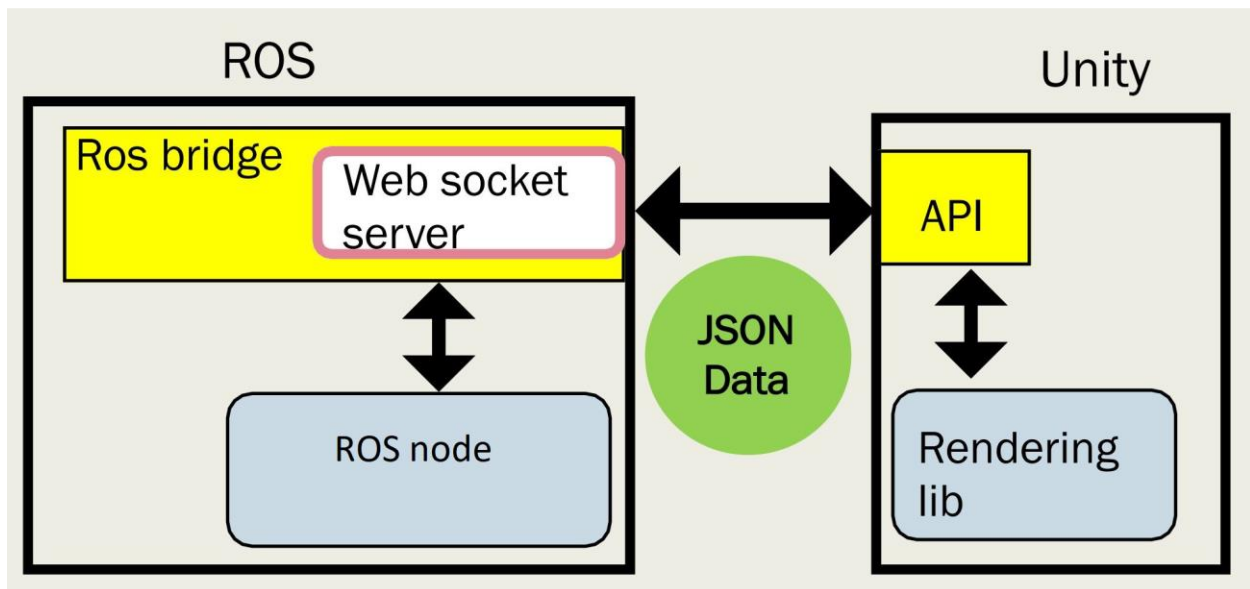 ROS
Unity
Ros bridge
Web socket
server
API
JSON
Data
ROS node
Rendering
lib